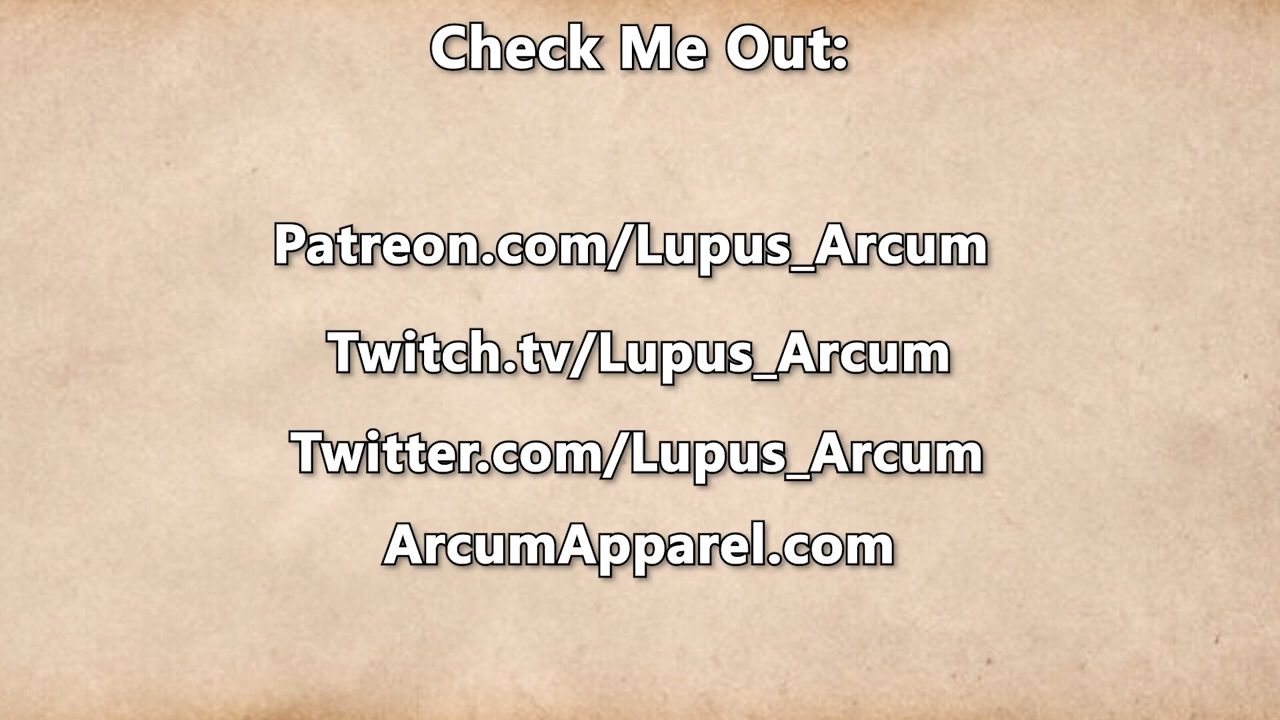 Check Me Out:
Patreon.com/Lupus_Arcum
Twitch.tv/Lupus_Arcum
Twitter.com/Lupus_Arcum
ArcumApparel.com